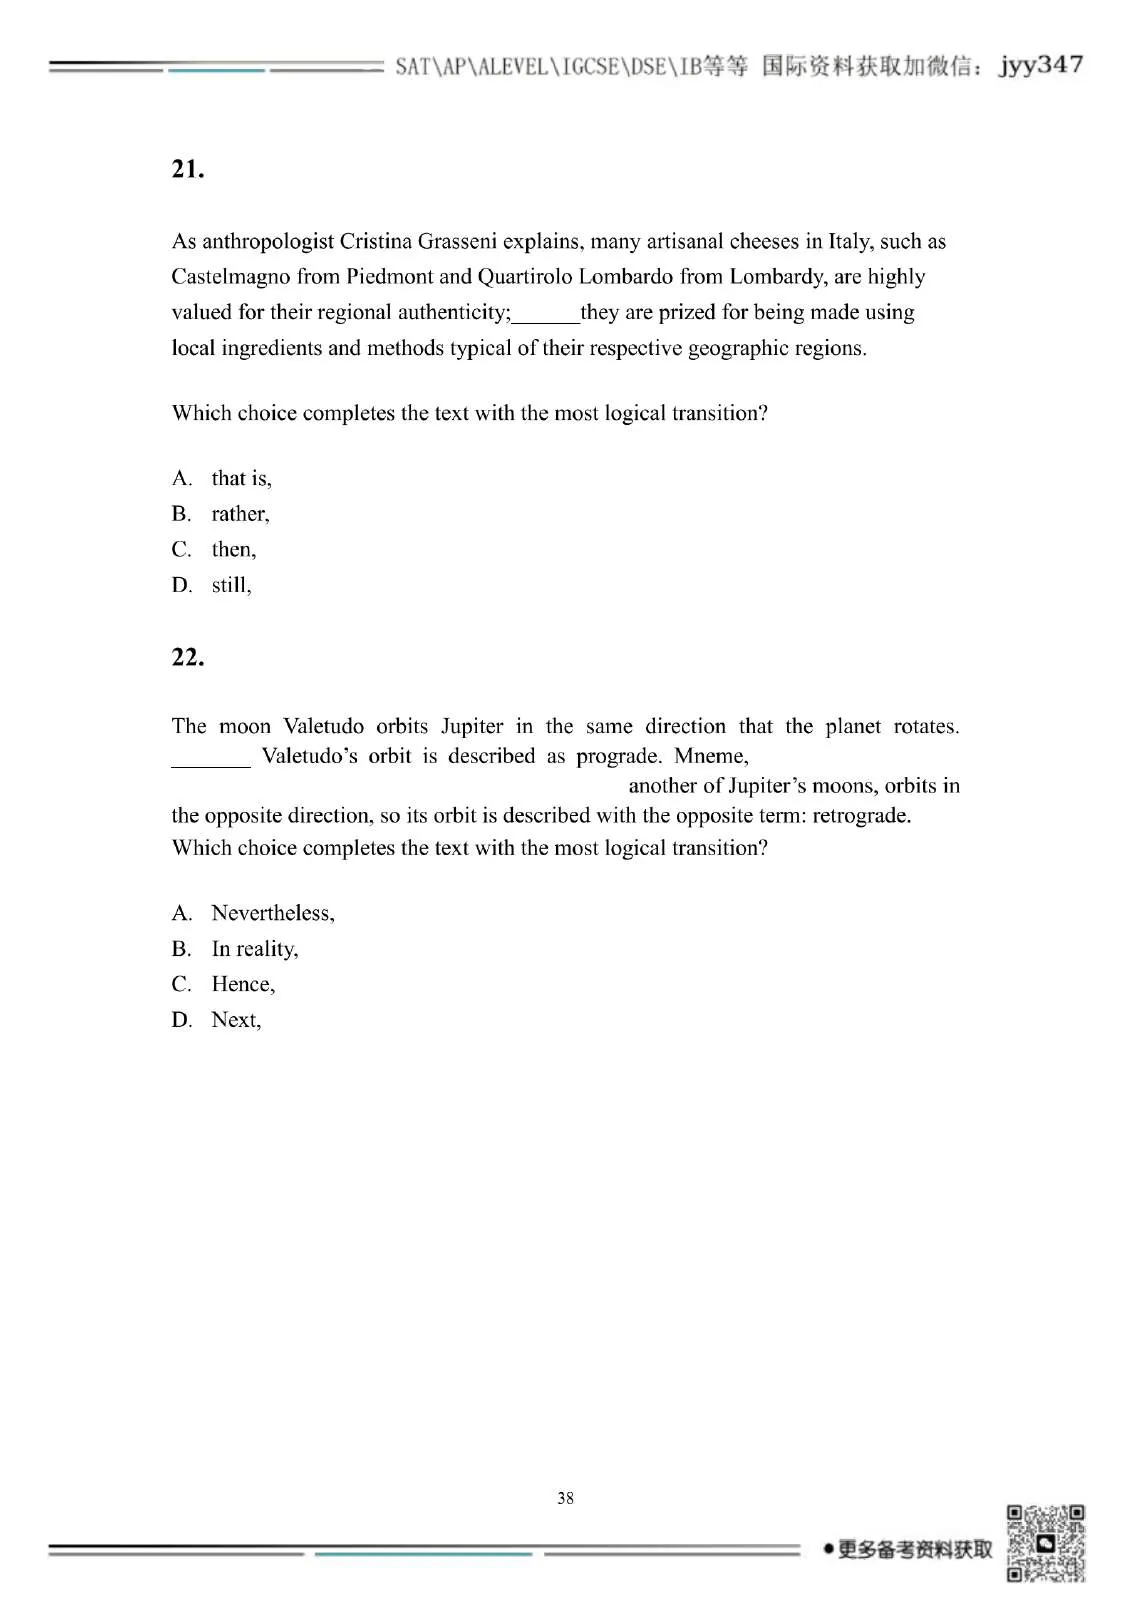 SAT\AP\ALEVEL\IGCSE\DSE\IB等等 国际资料获取加微信：jyy347
21.
As anthropologist Cristina Grasseni explains, many artisanal cheeses in Italy, such as
Castelmagno from Piedmont and Quartirolo Lombardo from Lombardy, are highly
valued for their regional authenticity;______they are prized for being made using
local ingredients and methods typical of their respective geographic regions.
Which choice completes the text with the most logical transition?
A. that is,
B. rather,
C. then,
D. still,
22.
The moon Valetudo orbits Jupiter in the same direction that the planet rotates.
_______ Valetudo’s orbit is described as prograde. Mneme,
another of Jupiter’s moons, orbits in
the opposite direction, so its orbit is described with the opposite term: retrograde.
Which choice completes the text with the most logical transition?
A. Nevertheless,
B. In reality,
C. Hence,
D. Next,
38
●更多备考资料获取